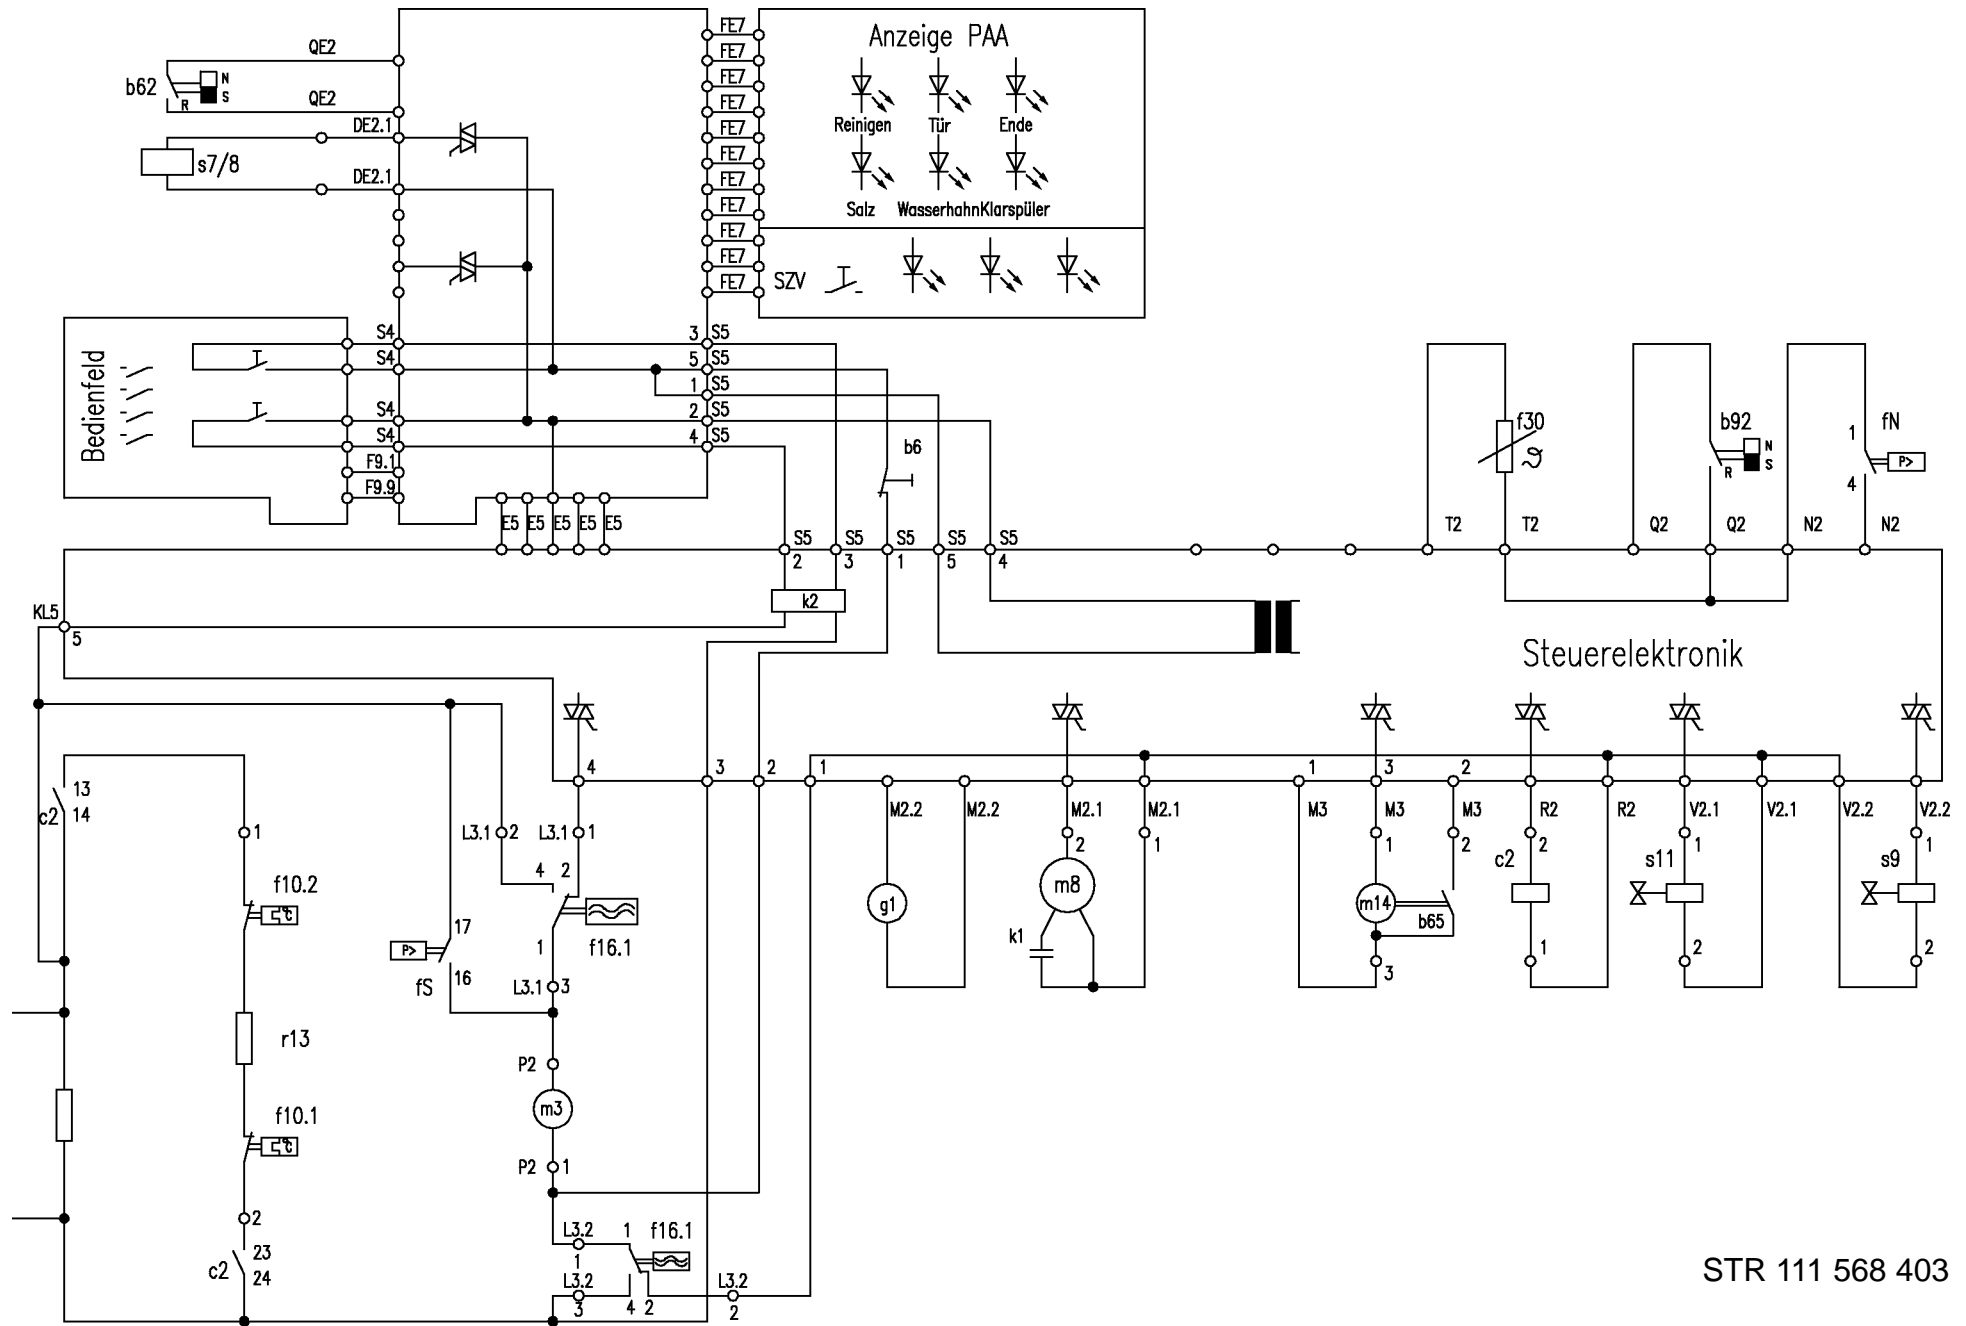 QE2
b62
N
S
R
QE2
DE2.1
s7/8
DE2.1
FE7
FE7
FE7
FE7
FE7
FE7
FE7
FE7
FE7
FE7
FE7
Anzeige PAA
Reinigen Tür Ende
Salz Wasserhahn Klarspüler
SZV
Bedienfeld
S4
S4
S4
S4
F9.1
F9.9
3 S5
5 S5
1 S5
2 S5
4 S5
E5 E5 E5 E5 E5
b6
S5 S5 S5 S5 S5
2 3 1 5 4
k2
f30
ϑ
b92
N
S
R
fN
1
P>
4
T2 T2 Q2 Q2 N2 N2
Steuerelektronik
KL5
5
4 3 2 1
1 3 2
M2.2 M2.2 M2.1 M2.1 M3 M3 M3 R2 R2 V2.1 V2.1 V2.2 V2.2
13
c2 14
1
L3.1 2 L3.1 1
4 2
f10.2
°C
17
P>
fS 16
1
f16.1
L3.1 3
g1
2
m8
1
k1
1
m14
2
b65
3
2
c2
1
1
s11
2
1
s9
2
r13
P2
m3
P2 1
f10.1
°C
2
23
c2 24
L3.2
1
1 f16.1
L3.2
3
4 2
L3.2
2
STR 111 568 403